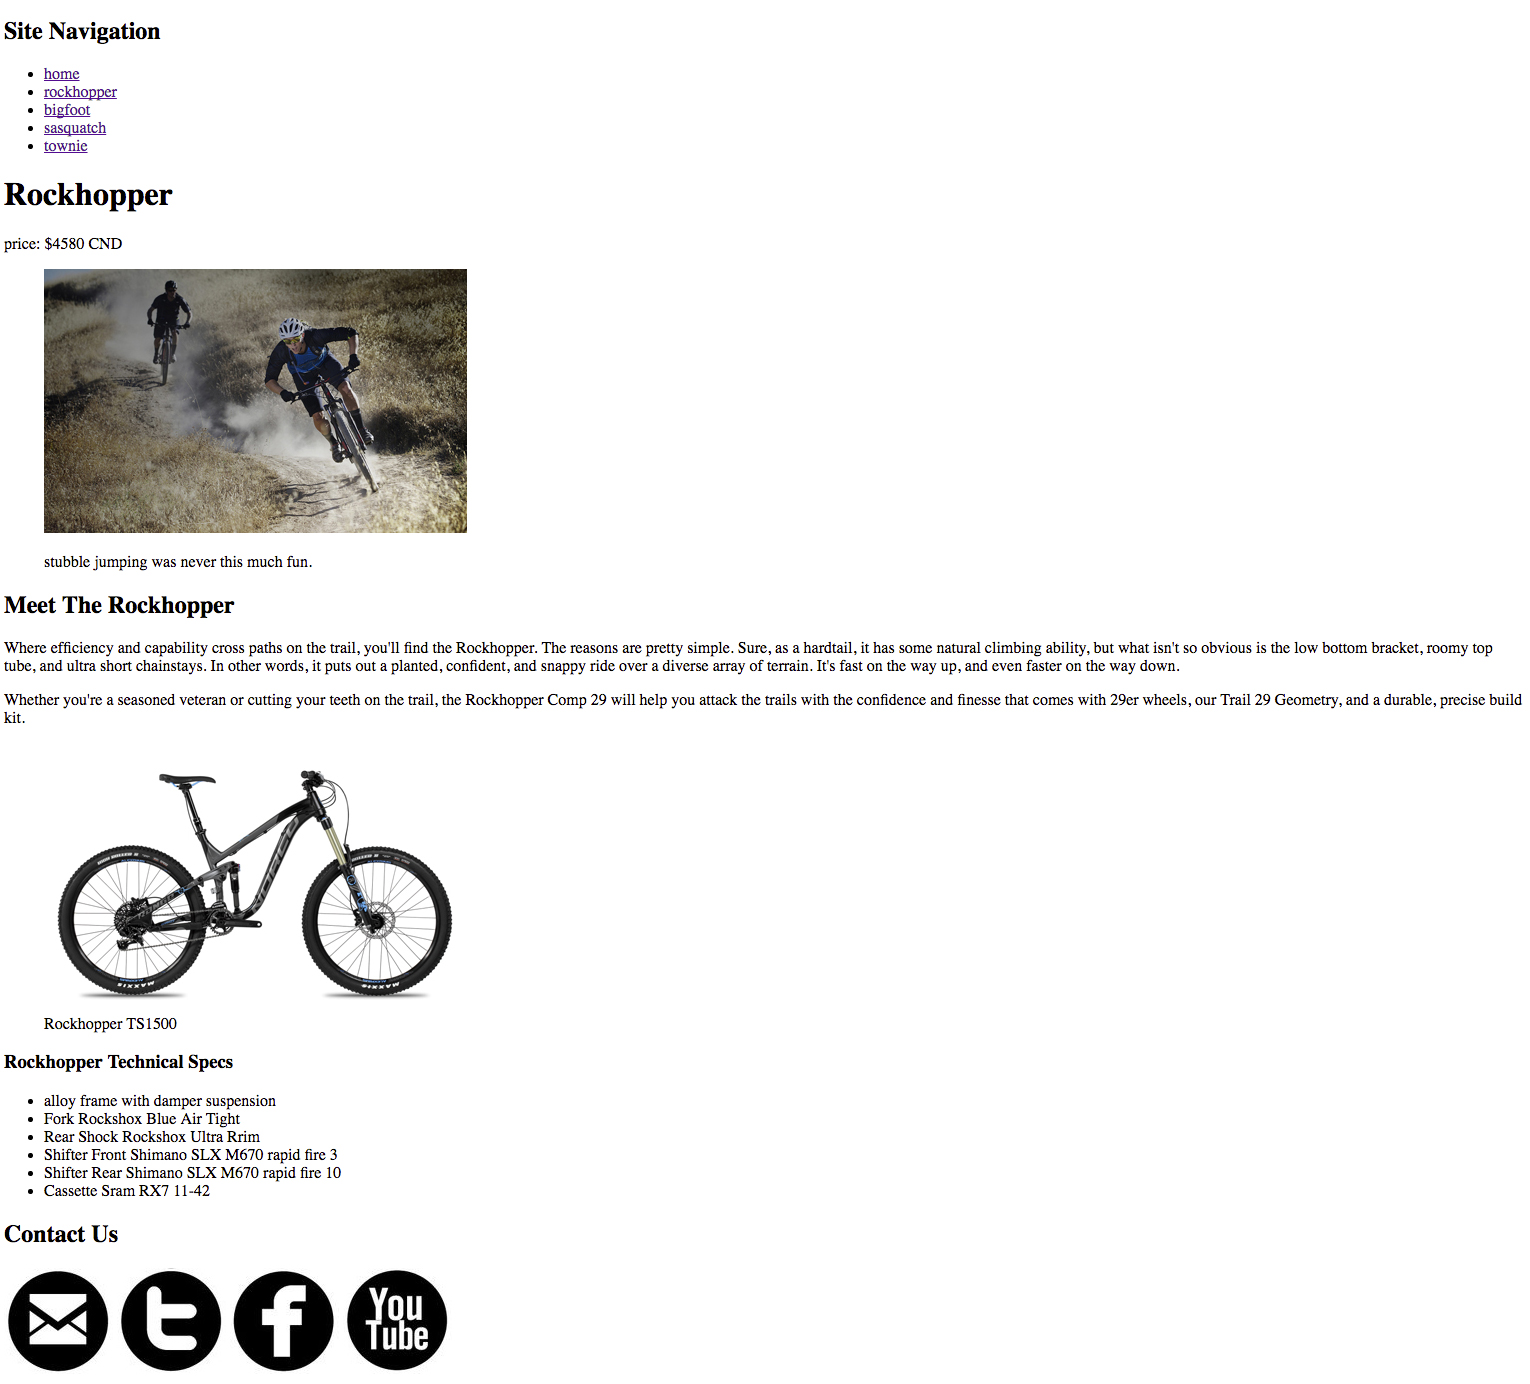 Site Navigation
home
rockhopper
bigfoot
sasquatch
townie
Rockhopper
price: $4580 CND
stubble jumping was never this much fun.
Meet The Rockhopper
Where efficiency and capability cross paths on the trail, you'll find the Rockhopper. The reasons are pretty simple. Sure, as a hardtail, it has some natural climbing ability, but what isn't so obvious is the low bottom bracket, roomy top
tube, and ultra short chainstays. In other words, it puts out a planted, confident, and snappy ride over a diverse array of terrain. It's fast on the way up, and even faster on the way down.
Whether you're a seasoned veteran or cutting your teeth on the trail, the Rockhopper Comp 29 will help you attack the trails with the confidence and finesse that comes with 29er wheels, our Trail 29 Geometry, and a durable, precise build
kit.
NORCO
MAXXIS
MAXXIS
Rockhopper TS1500
Rockhopper Technical Specs
alloy frame with damper suspension
Fork Rockshox Blue Air Tight
Rear Shock Rockshox Ultra Rrim
Shifter Front Shimano SLX M670 rapid fire 3
Shifter Rear Shimano SLX M670 rapid fire 10
Cassette Sram RX7 11-42
Contact Us
You
Tube